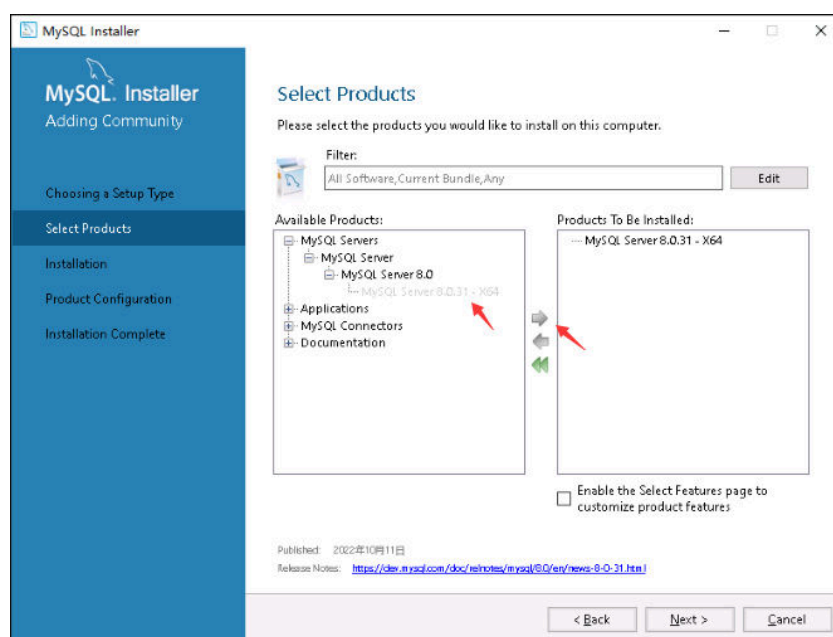 MySQL Installer
MySQL. Installer
Adding Community
Choosing a Setup Type
Select Products
Installation
Product Configuration
Installation Complete
Select Products
Please select the products you would like to install on this computer.
Filter:
All Software,Current Bundle,Any
Edit
Available Products:
MySQL Servers
MySQL Server
MySQL Server 8.0
MySQL Server 8.0.31 - X64
Applications
MySQL Connectors
Documentation
Products To Be Installed:
MySQL Server 8.0.31 - X64
Enable the Select Features page to
customize product features
Published: 2022年10月11日
Release Notes: https://dev.mysql.com/doc/relnotes/mysql/8.0/en/news-8-0-31.html
< Back
Next >
Cancel